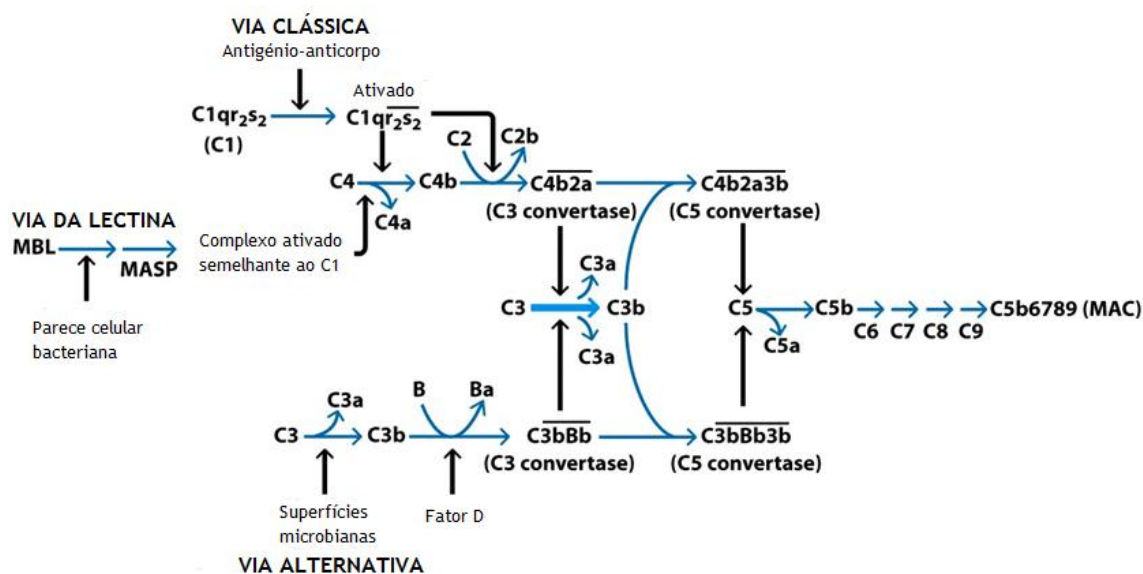 VIA CLÁSSICA
Antigénio-anticorpo
Ativado
C1qr2s2
(C1)
C1qr2s2
C2
C2b
C4
C4b
C4b2a
(C3 convertase)
C4b2a3b
(C5 convertase)
C4a
VIA DA LECTINA
MBL
MASP
Complexo ativado
semelhante ao C1
Parece celular
bacteriana
C3a
C3
C3b
C3a
C5
C5b
C5a
C6
C7
C8
C9
C5b6789 (MAC)
C3
C3a
C3b
B
Ba
C3bBb
(C3 convertase)
C3bBb3b
(C5 convertase)
Superfícies
microbianas
Fator D
VIA ALTERNATIVA